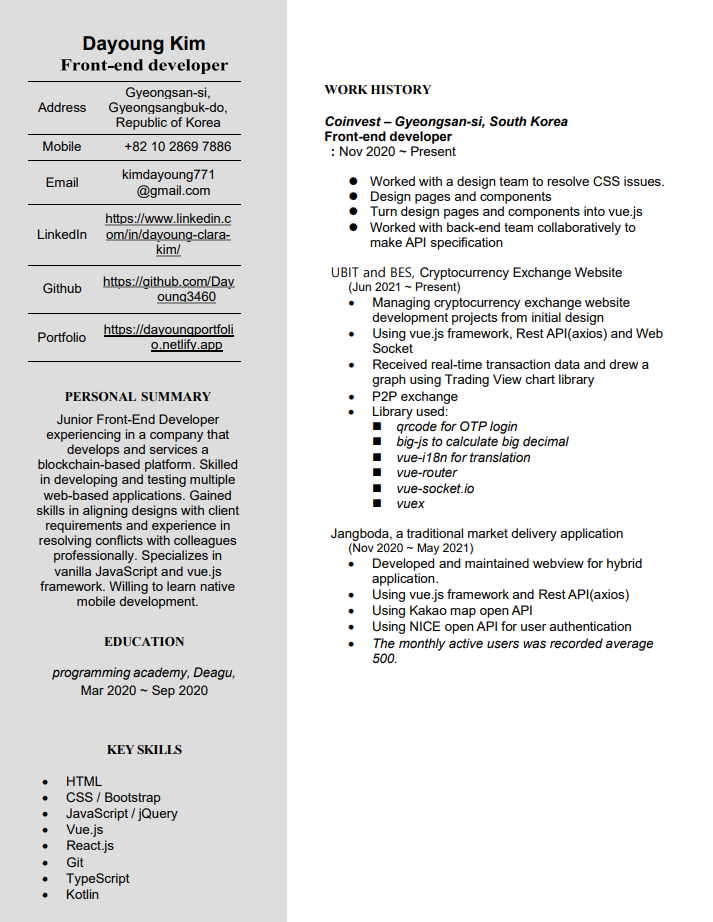 Dayoung Kim
Front-end developer
Address
Gyeongsan-si,
Gyeongsangbuk-do,
Republic of Korea
Mobile
+82 10 2869 7886
Email
kimdayoung771
@gmail.com
LinkedIn
https://www.linkedin.c
om/in/dayoung-clara-
kim/
Github
https://github.com/Day
oung3460
Portfolio
https://dayoungportfoli
o.netlify.app
PERSONAL SUMMARY
Junior Front-End Developer
experiencing in a company that
develops and services a
blockchain-based platform. Skilled
in developing and testing multiple
web-based applications. Gained
skills in aligning designs with client
requirements and experience in
resolving conflicts with colleagues
professionally. Specializes in
vanilla JavaScript and vue.js
framework. Willing to learn native
mobile development.
EDUCATION
programming academy, Deagu,
Mar 2020 ~ Sep 2020
KEY SKILLS
• HTML
• CSS / Bootstrap
• JavaScript / jQuery
• Vue.js
• React.js
• Git
• TypeScript
• Kotlin
WORK HISTORY
Coinvest – Gyeongsan-si, South Korea
Front-end developer
: Nov 2020 ~ Present
● Worked with a design team to resolve CSS issues.
● Design pages and components
● Turn design pages and components into vue.js
● Worked with back-end team collaboratively to
make API specification
UBIT and BES, Cryptocurrency Exchange Website
(Jun 2021 ~ Present)
• Managing cryptocurrency exchange website
development projects from initial design
• Using vue.js framework, Rest API(axios) and Web
Socket
• Received real-time transaction data and drew a
graph using Trading View chart library
• P2P exchange
• Library used:
■ qrcode for OTP login
■ big-js to calculate big decimal
■ vue-i18n for translation
■ vue-router
■ vue-socket.io
■ vuex
Jangboda, a traditional market delivery application
(Nov 2020 ~ May 2021)
• Developed and maintained webview for hybrid
application.
• Using vue.js framework and Rest API(axios)
• Using Kakao map open API
• Using NICE open API for user authentication
• The monthly active users was recorded average
500.